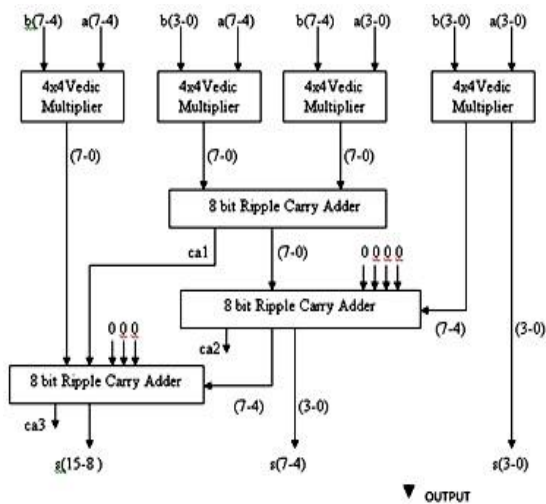 b(7-4) a(7-4) b(3-0) a(7-4) b(7-4) a(3-0) b(3-0) a(3-0)
4x4Vedic Multiplier
4x4Vedic Multiplier
4x4Vedic Multiplier
4x4Vedic Multiplier
(7-0)
(7-0)
(7-0)
8 bit Ripple Carry Adder
ca1
(7-0)
0 0 0 0
8 bit Ripple Carry Adder
(7-4)
(3-0)
ca2
0 0 0
8 bit Ripple Carry Adder
(7-4)
(3-0)
ca3
s(15-8 )
s(7-4)
s(3-0)
OUTPUT